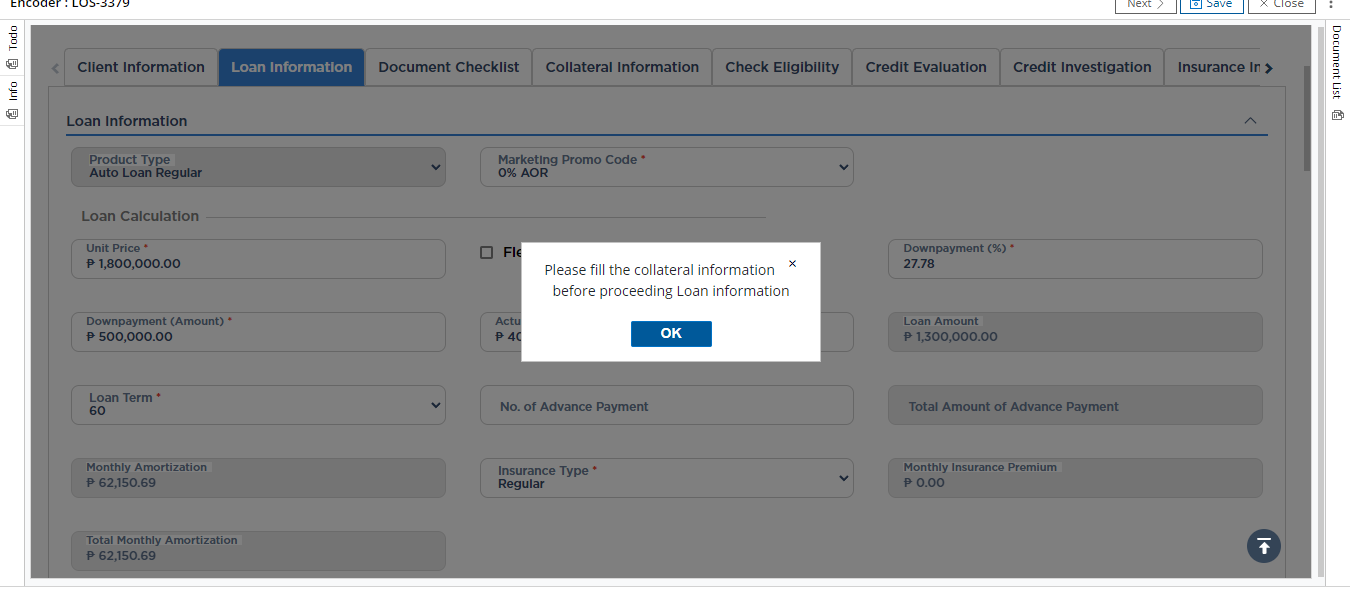 Encoder : LOS-3379
Next
Save
Close
Todo
Info
Document List
Client Information
Loan Information
Document Checklist
Collateral Information
Check Eligibility
Credit Evaluation
Credit Investigation
Insurance In
Loan Information
Product Type
Auto Loan Regular
Marketing Promo Code *
0% AOR
Loan Calculation
Unit Price *
₱ 1,800,000.00
Fle
Downpayment (%) *
27.78
Please fill the collateral information
before proceeding Loan information
OK
Downpayment (Amount) *
₱ 500,000.00
Actu
₱ 40
Loan Amount
₱ 1,300,000.00
Loan Term *
60
No. of Advance Payment
Total Amount of Advance Payment
Monthly Amortization
₱ 62,150.69
Insurance Type *
Regular
Monthly Insurance Premium
₱ 0.00
Total Monthly Amortization
₱ 62,150.69